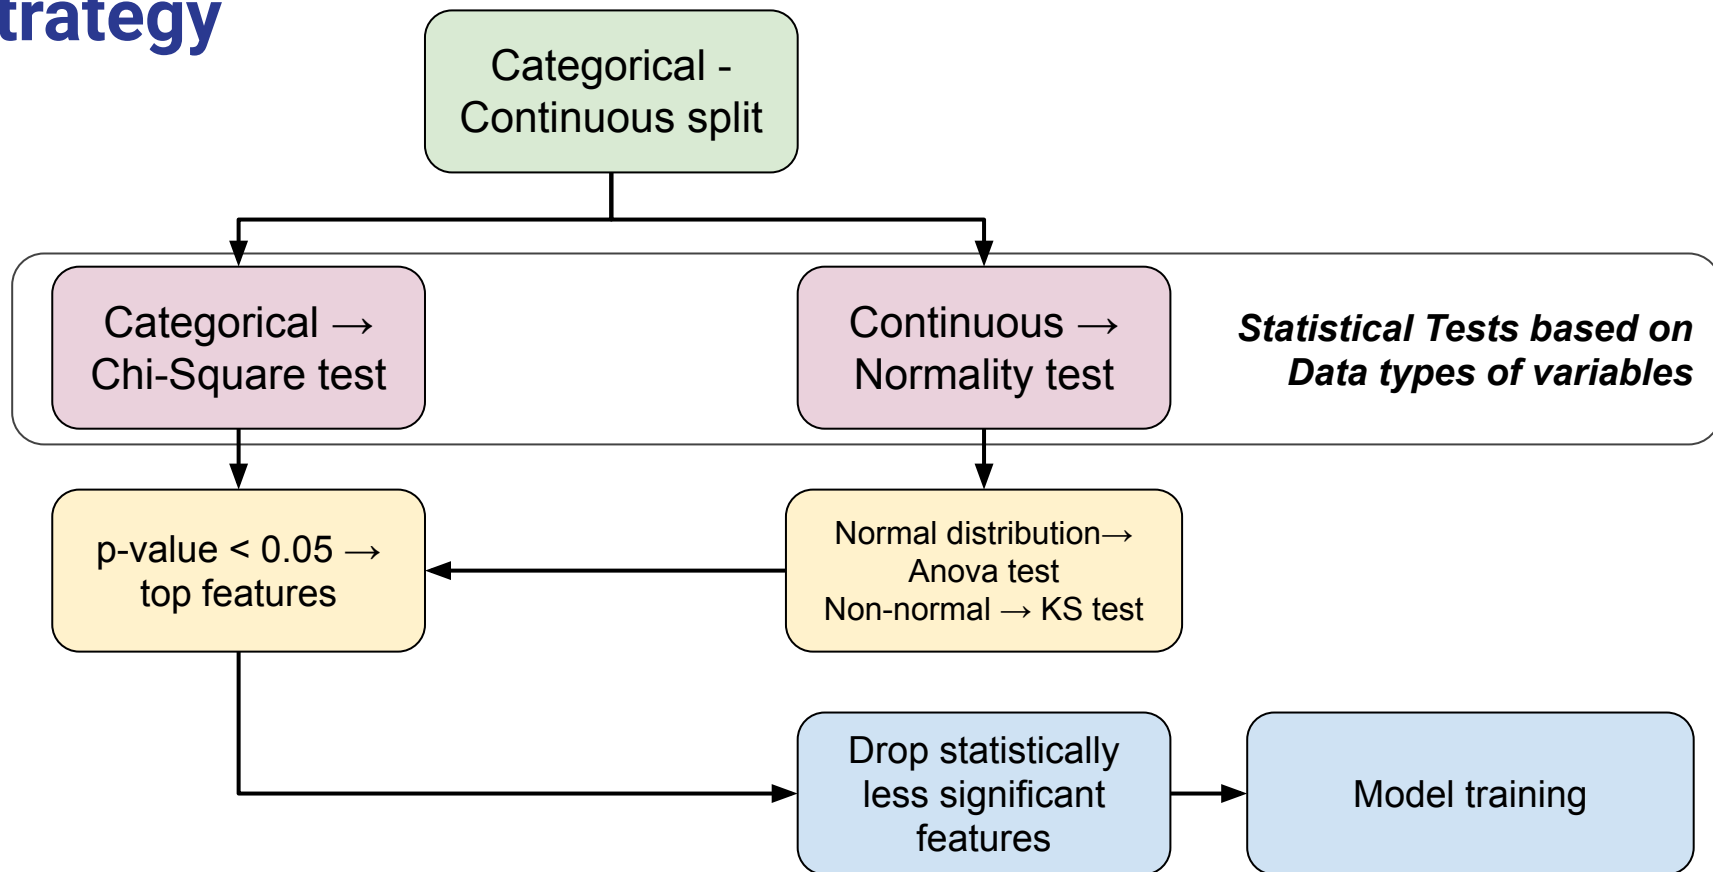 trategy
Categorical -
Continuous split
Categorical →
Chi-Square test
Continuous →
Normality test
Statistical Tests based on
Data types of variables
p-value < 0.05 →
top features
Normal distribution→
Anova test
Non-normal → KS test
Drop statistically
less significant
features
Model training